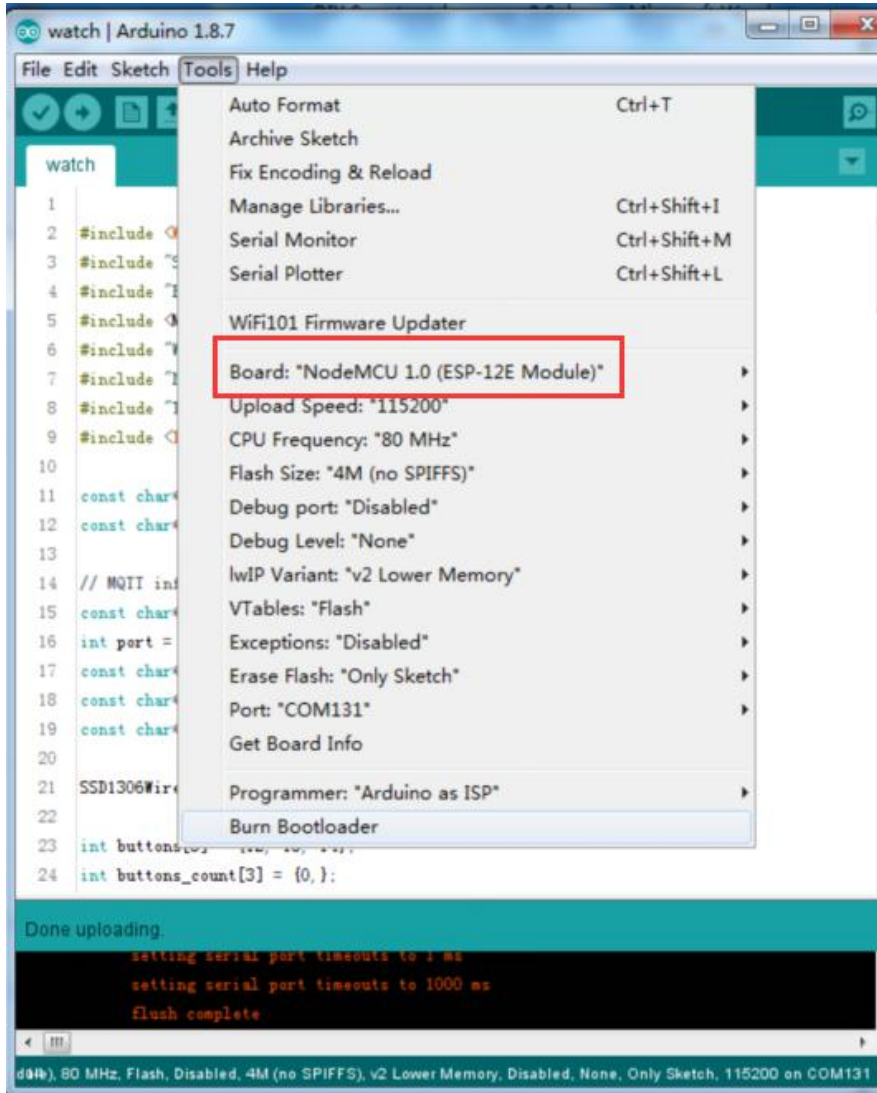 watch | Arduino 1.8.7
File Edit Sketch Tools Help
watch
Auto Format Ctrl+T
Archive Sketch
Fix Encoding & Reload
Manage Libraries... Ctrl+Shift+I
Serial Monitor Ctrl+Shift+M
Serial Plotter Ctrl+Shift+L
WiFi101 Firmware Updater
Board: "NodeMCU 1.0 (ESP-12E Module)"
Upload Speed: "115200"
CPU Frequency: "80 MHz"
Flash Size: "4M (no SPIFFS)"
Debug port: "Disabled"
Debug Level: "None"
lwIP Variant: "v2 Lower Memory"
VTables: "Flash"
Exceptions: "Disabled"
Erase Flash: "Only Sketch"
Port: "COM131"
Get Board Info
Programmer: "Arduino as ISP"
Burn Bootloader
1
2 #include <
3 #include "S
4 #include "
5 #include <
6 #include "
7 #include "
8 #include "
9 #include <
10
11 const char*
12 const char*
13
14 // MQTT inf
15 const char*
16 int port =
17 const char*
18 const char*
19 const char*
20
21 SSD1306Wire
22
23 int buttons
24 int buttons_count[3] = {0,};
Done uploading.
setting serial port timeouts to 1 ms
setting serial port timeouts to 1000 ms
flush complete
80 MHz, Flash, Disabled, 4M (no SPIFFS), v2 Lower Memory, Disabled, None, Only Sketch, 115200 on COM131